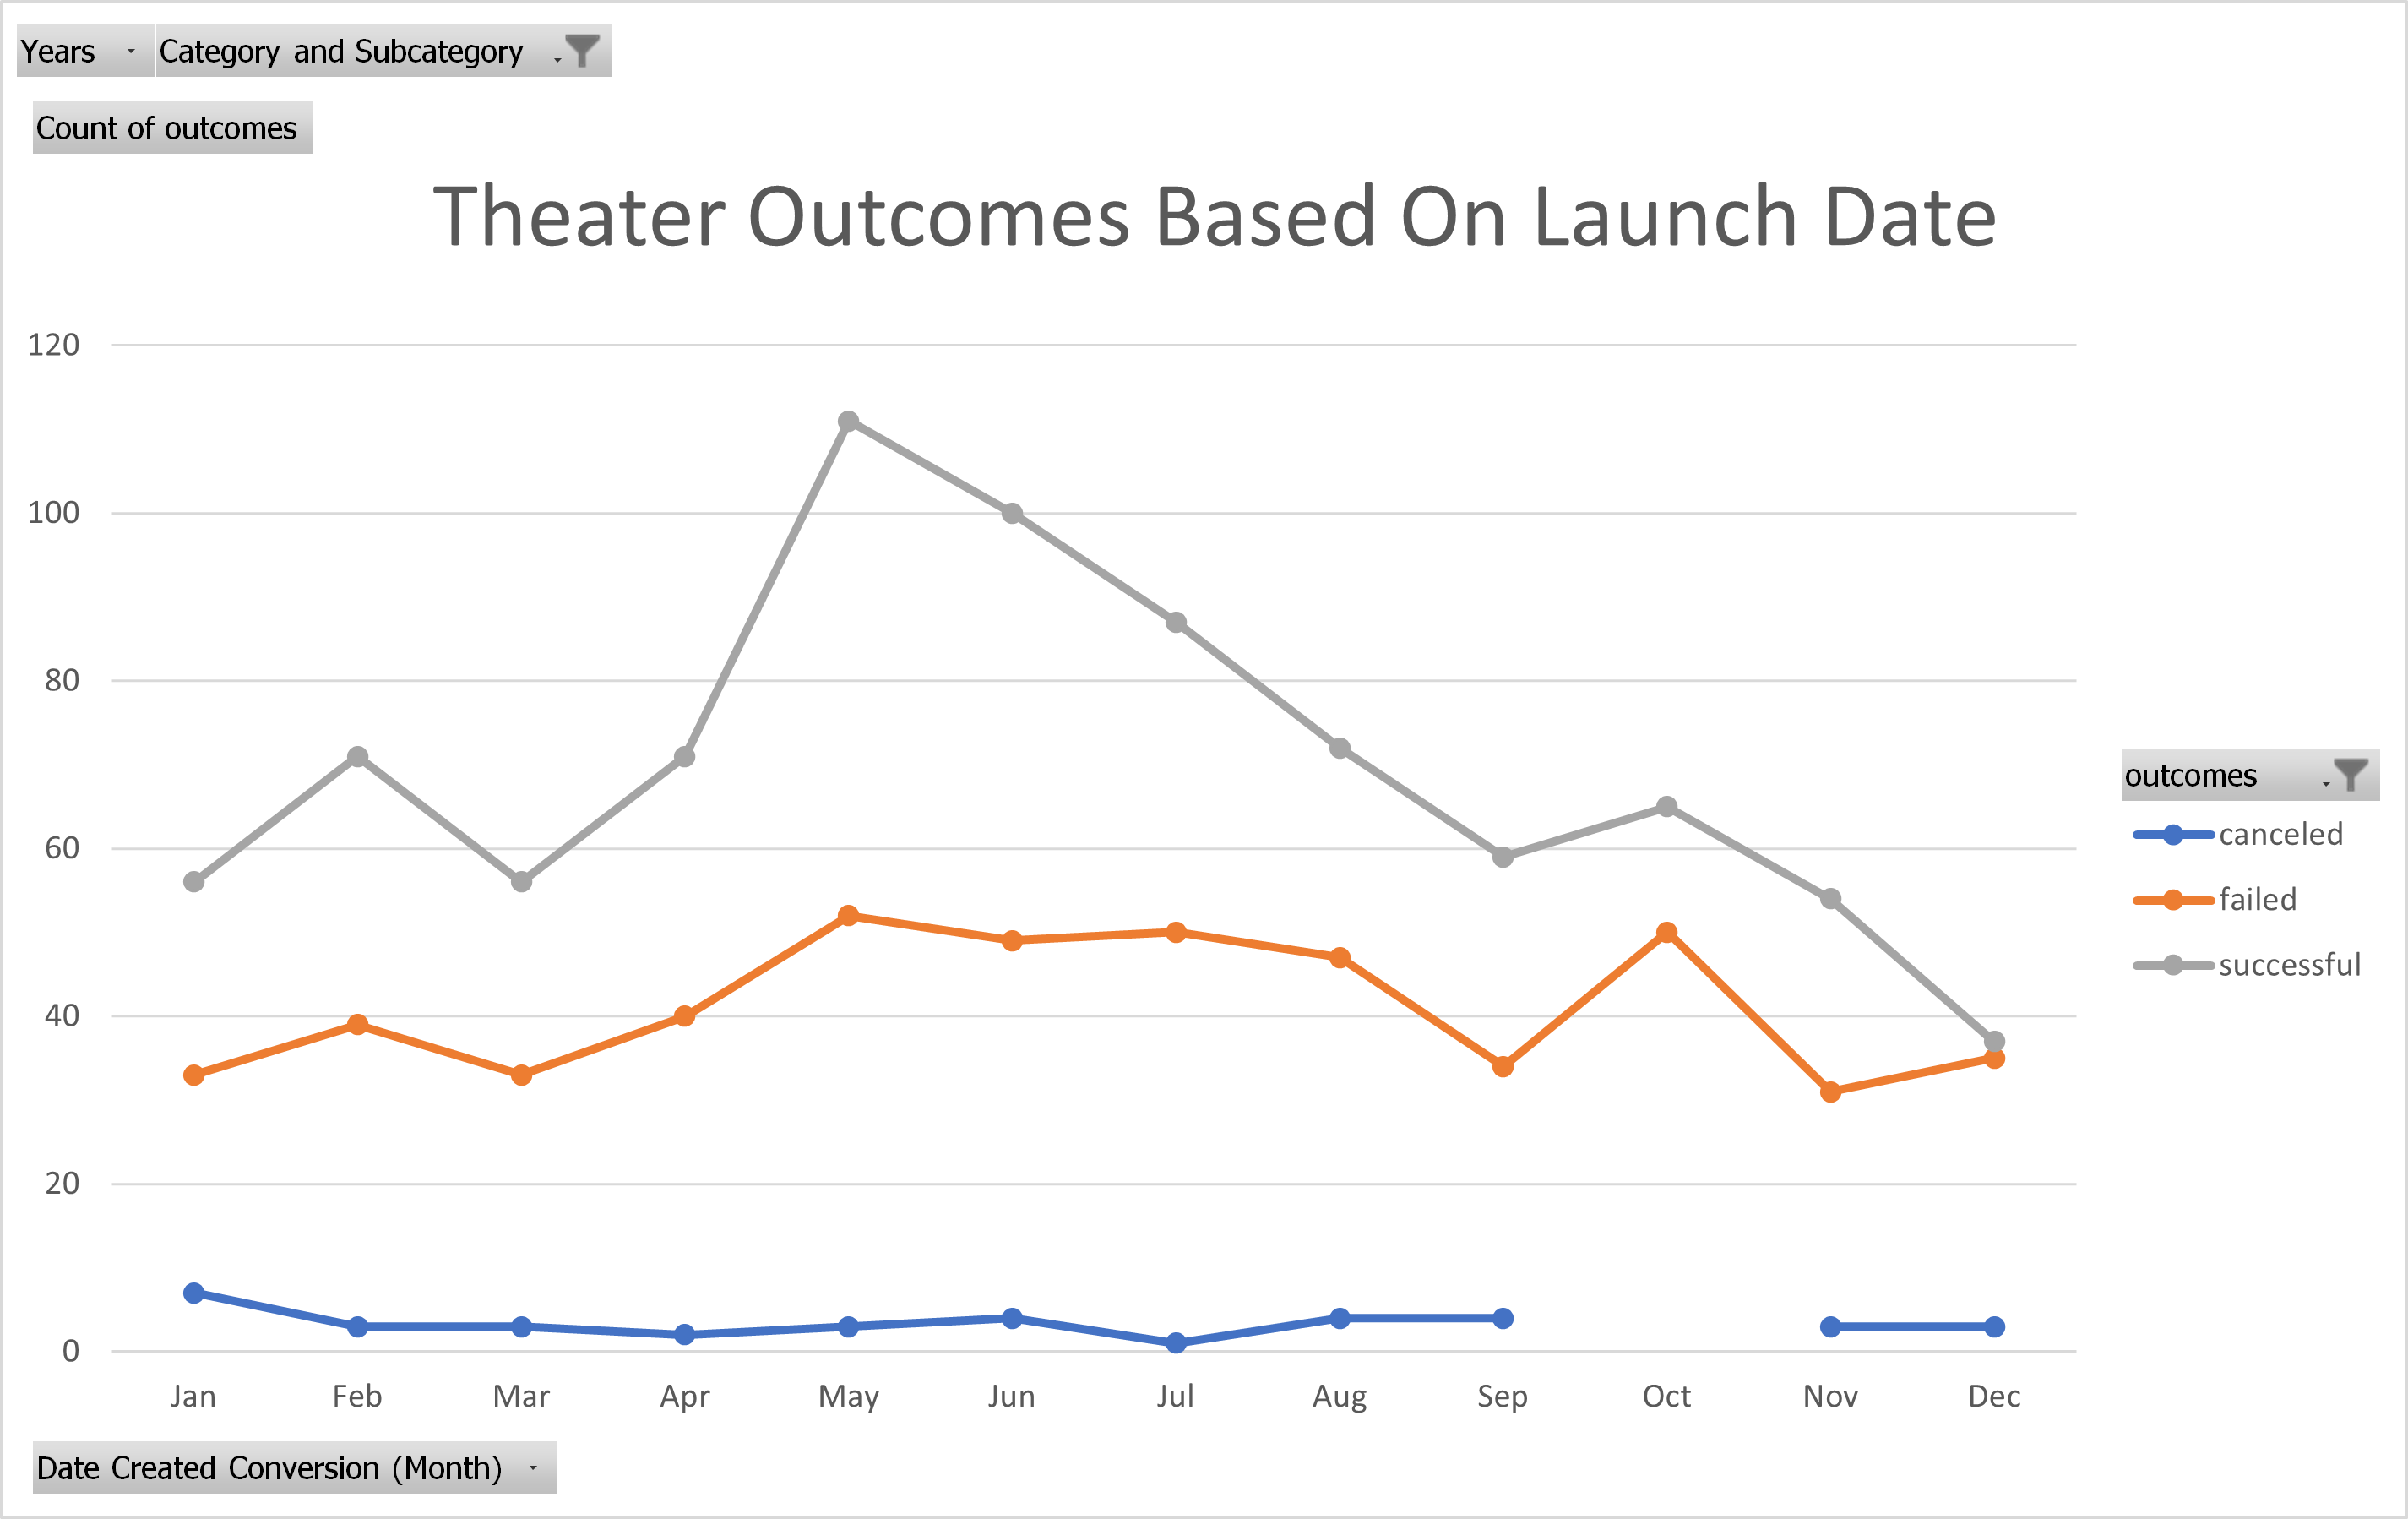 Years Category and Subcategory
Count of outcomes
Theater Outcomes Based On Launch Date
120
100
80
60
40
20
0
Jan Feb Mar Apr May Jun Jul Aug Sep Oct Nov Dec
outcomes
canceled
failed
successful
Date Created Conversion (Month)